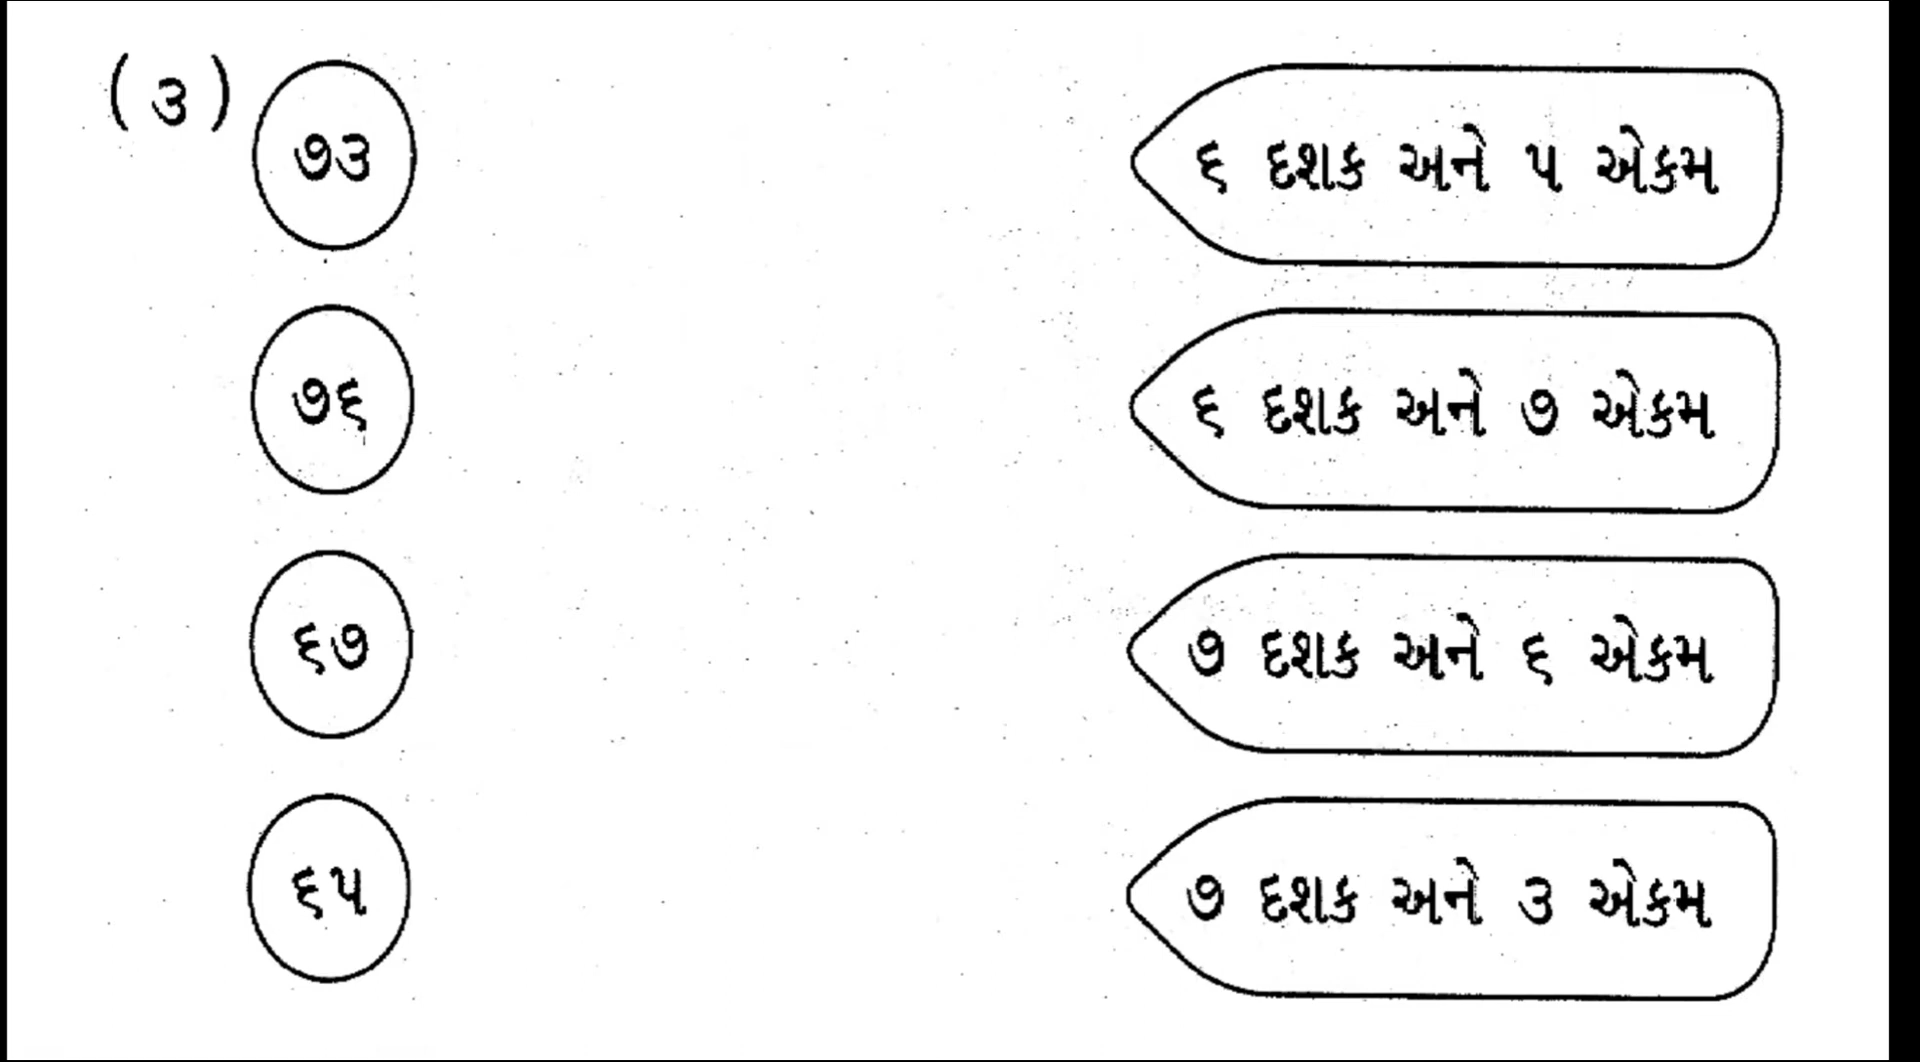 (૩) ૭૩ ૬ દશક અને ૫ એકમ
૭૬ ૬ દશક અને ૭ એકમ
૬૭ ૭ દશક અને ૬ એકમ
૬૫ ૭ દશક અને ૩ એકમ